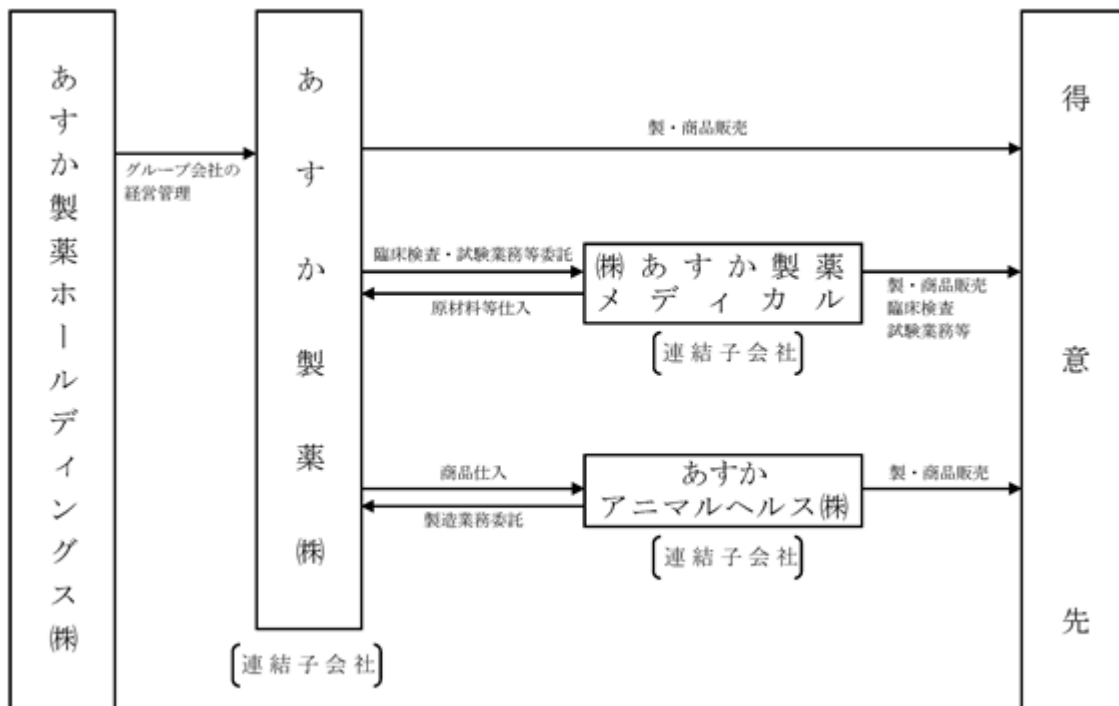 あすか製薬ホールディングス㈱
グループ会社の
経営管理
あすか製薬㈱
〔連結子会社〕
製・商品販売
臨床検査・試験業務等委託
原材料等仕入
㈱あすか製薬
メディカル
〔連結子会社〕
製・商品販売
臨床検査
試験業務等
商品仕入
製造業務委託
あすか
アニマルヘルス㈱
〔連結子会社〕
製・商品販売
得意先